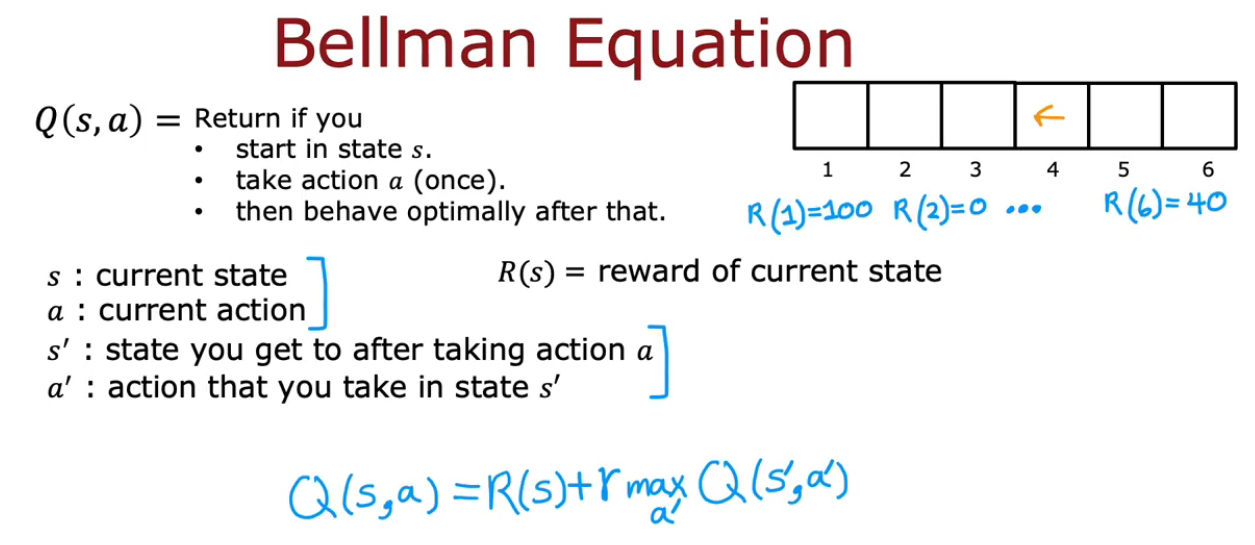 Bellman Equation
Q(s, a) = Return if you
• start in state s.
• take action a (once).
• then behave optimally after that.
←
1 2 3 4 5 6
R(1)=100 R(2)=0 ... R(6)=40
s : current state
a : current action
R(s) = reward of current state
s′ : state you get to after taking action a
a′ : action that you take in state s′
Q(s,a) = R(s)+γ max Q(s′,a′)
a′